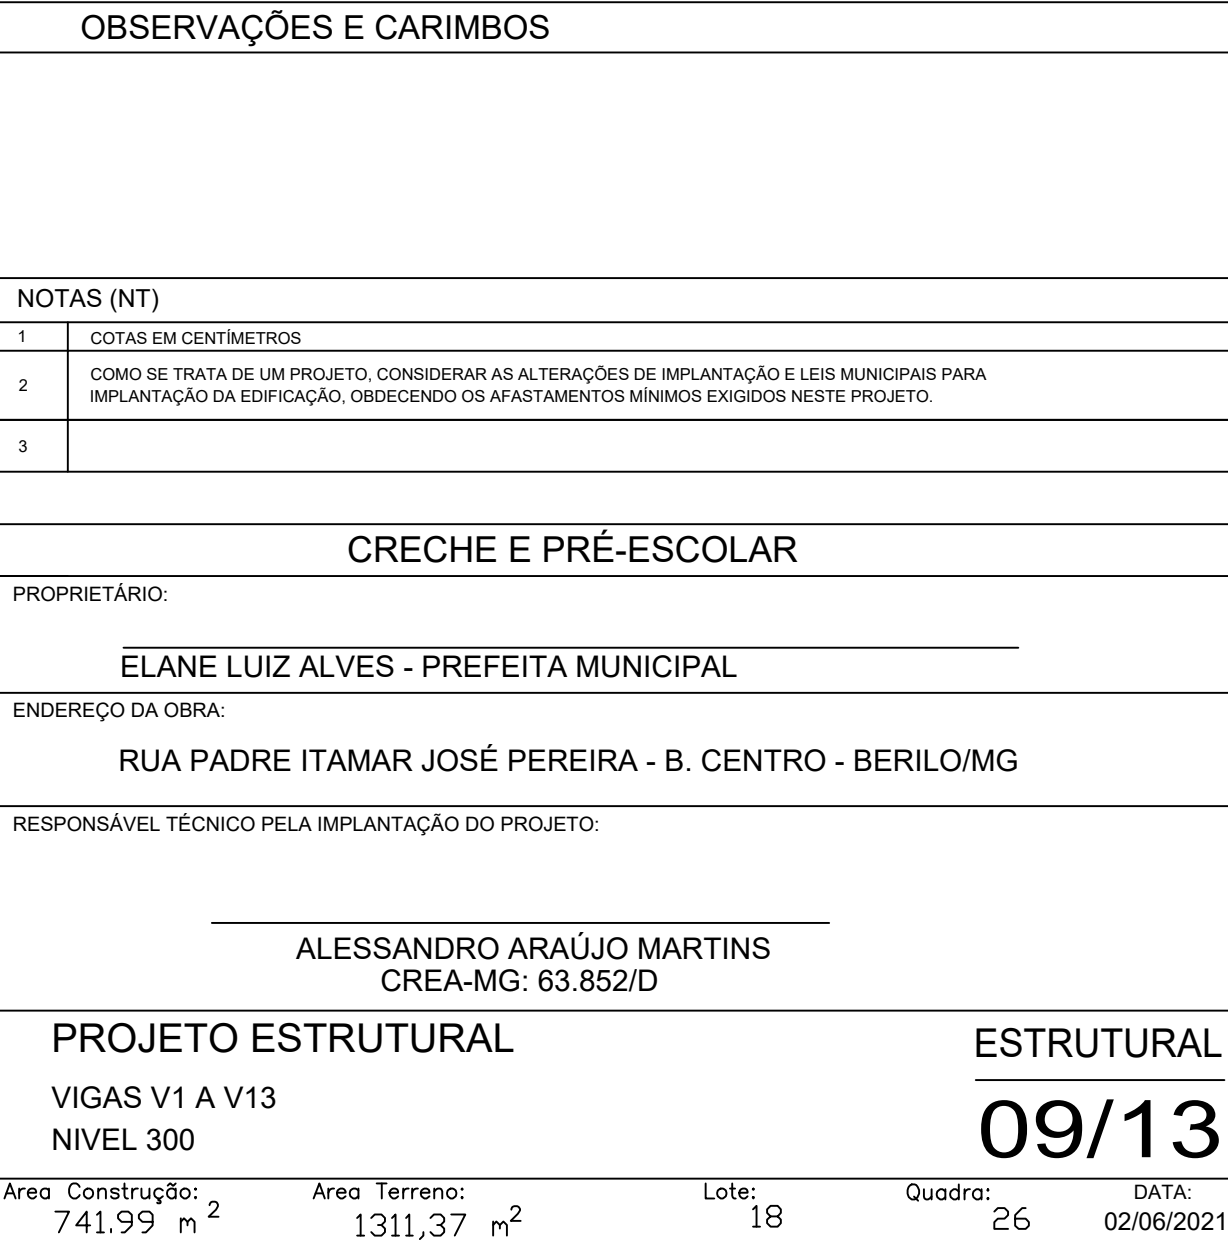 OBSERVAÇÕES E CARIMBOS
NOTAS (NT)
1 COTAS EM CENTÍMETROS
2 COMO SE TRATA DE UM PROJETO, CONSIDERAR AS ALTERAÇÕES DE IMPLANTAÇÃO E LEIS MUNICIPAIS PARA
IMPLANTAÇÃO DA EDIFICAÇÃO, OBDECENDO OS AFASTAMENTOS MÍNIMOS EXIGIDOS NESTE PROJETO.
3
CRECHE E PRÉ-ESCOLAR
PROPRIETÁRIO:
ELANE LUIZ ALVES - PREFEITA MUNICIPAL
ENDEREÇO DA OBRA:
RUA PADRE ITAMAR JOSÉ PEREIRA - B. CENTRO - BERILO/MG
RESPONSÁVEL TÉCNICO PELA IMPLANTAÇÃO DO PROJETO:
ALESSANDRO ARAÚJO MARTINS
CREA-MG: 63.852/D
PROJETO ESTRUTURAL
VIGAS V1 A V13
NIVEL 300
ESTRUTURAL
09/13
Area Construção: Area Terreno: Lote: Quadra: DATA:
741.99 m² 1311,37 m² 18 26 02/06/2021